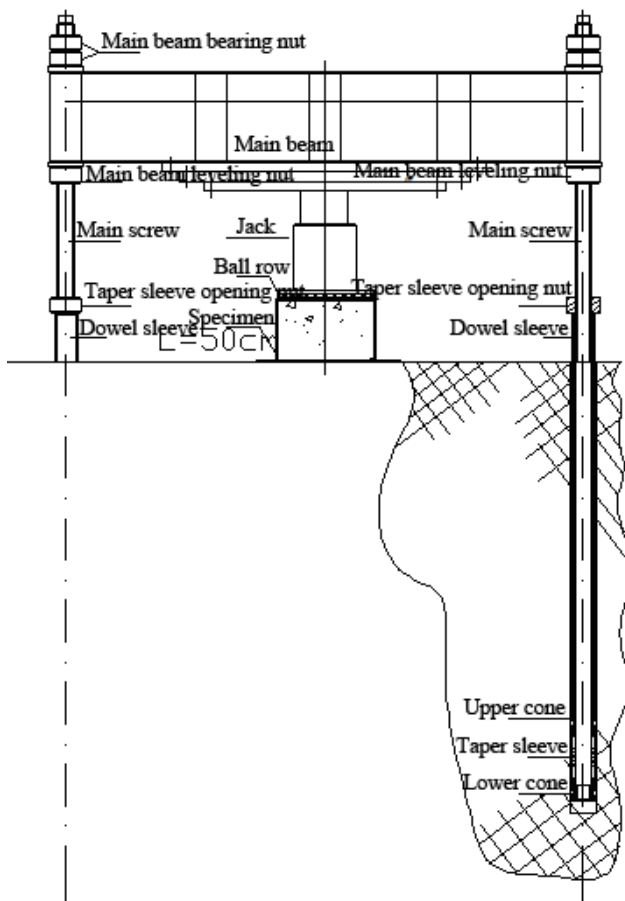 Main beam bearing nut
Main beam
Main beam leveling nut
Main beam leveling nut
Main screw
Jack
Main screw
Ball row
Taper sleeve opening nut
Taper sleeve opening nut
Specimen
Dowel sleeve
Dowel sleeve
L=50cm
Upper cone
Taper sleeve
Lower cone